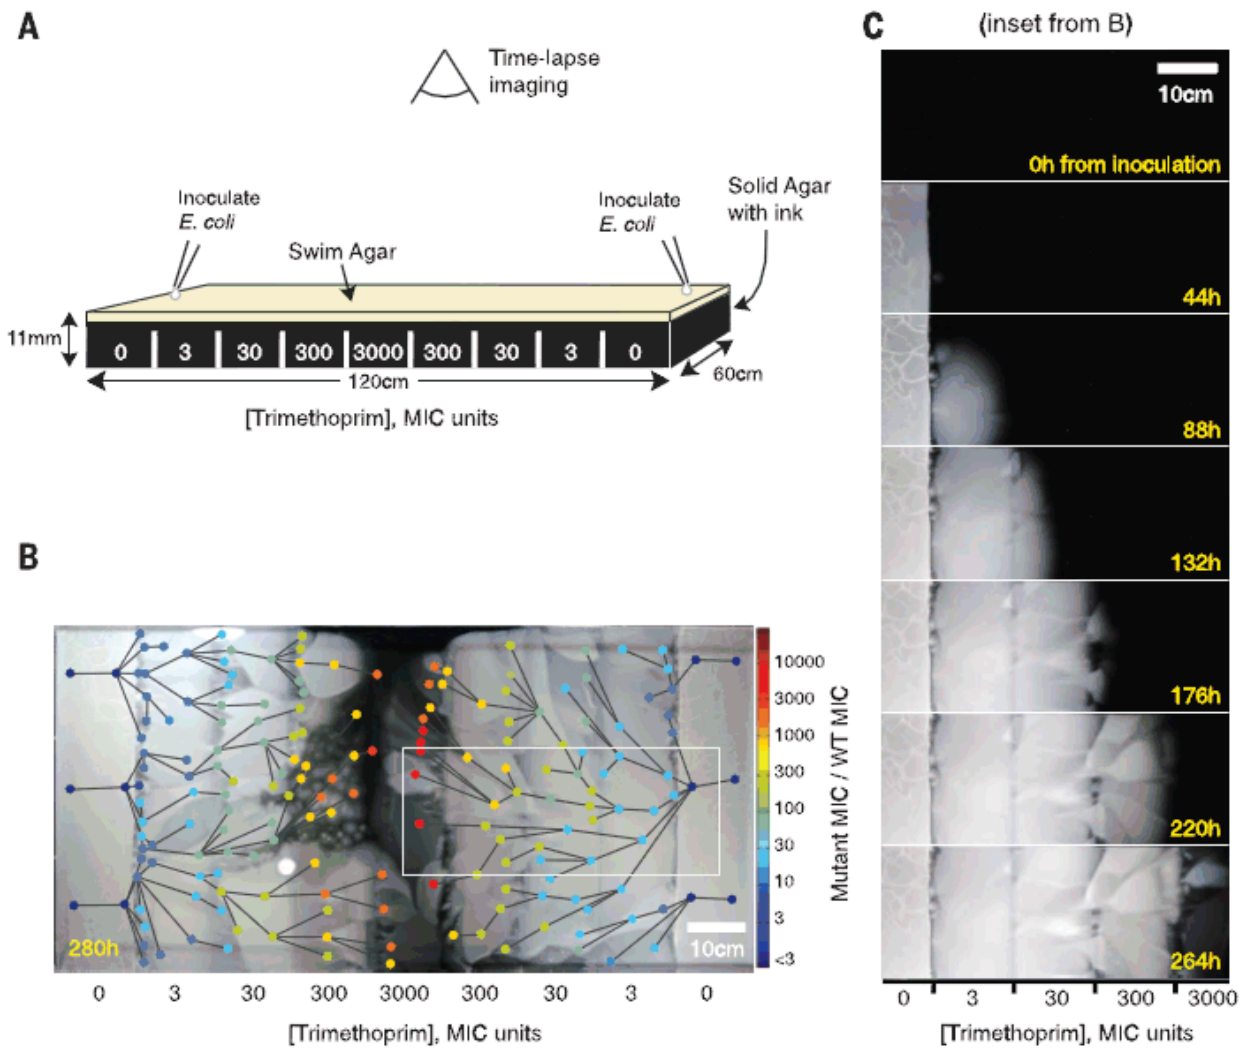 A
Time-lapse
imaging
Inoculate
E. coli
Swim Agar
Inoculate
E. coli
Solid Agar
with ink
11mm
0 3 30 300 3000 300 30 3 0
120cm
60cm
[Trimethoprim], MIC units
B
280h
10cm
10000
3000
1000
300
100
30
10
3
<3
Mutant MIC / WT MIC
0 3 30 300 3000 300 30 3 0
[Trimethoprim], MIC units
C
(inset from B)
10cm
0h from inoculation
44h
88h
132h
176h
220h
264h
0 3 30 300 3000
[Trimethoprim], MIC units